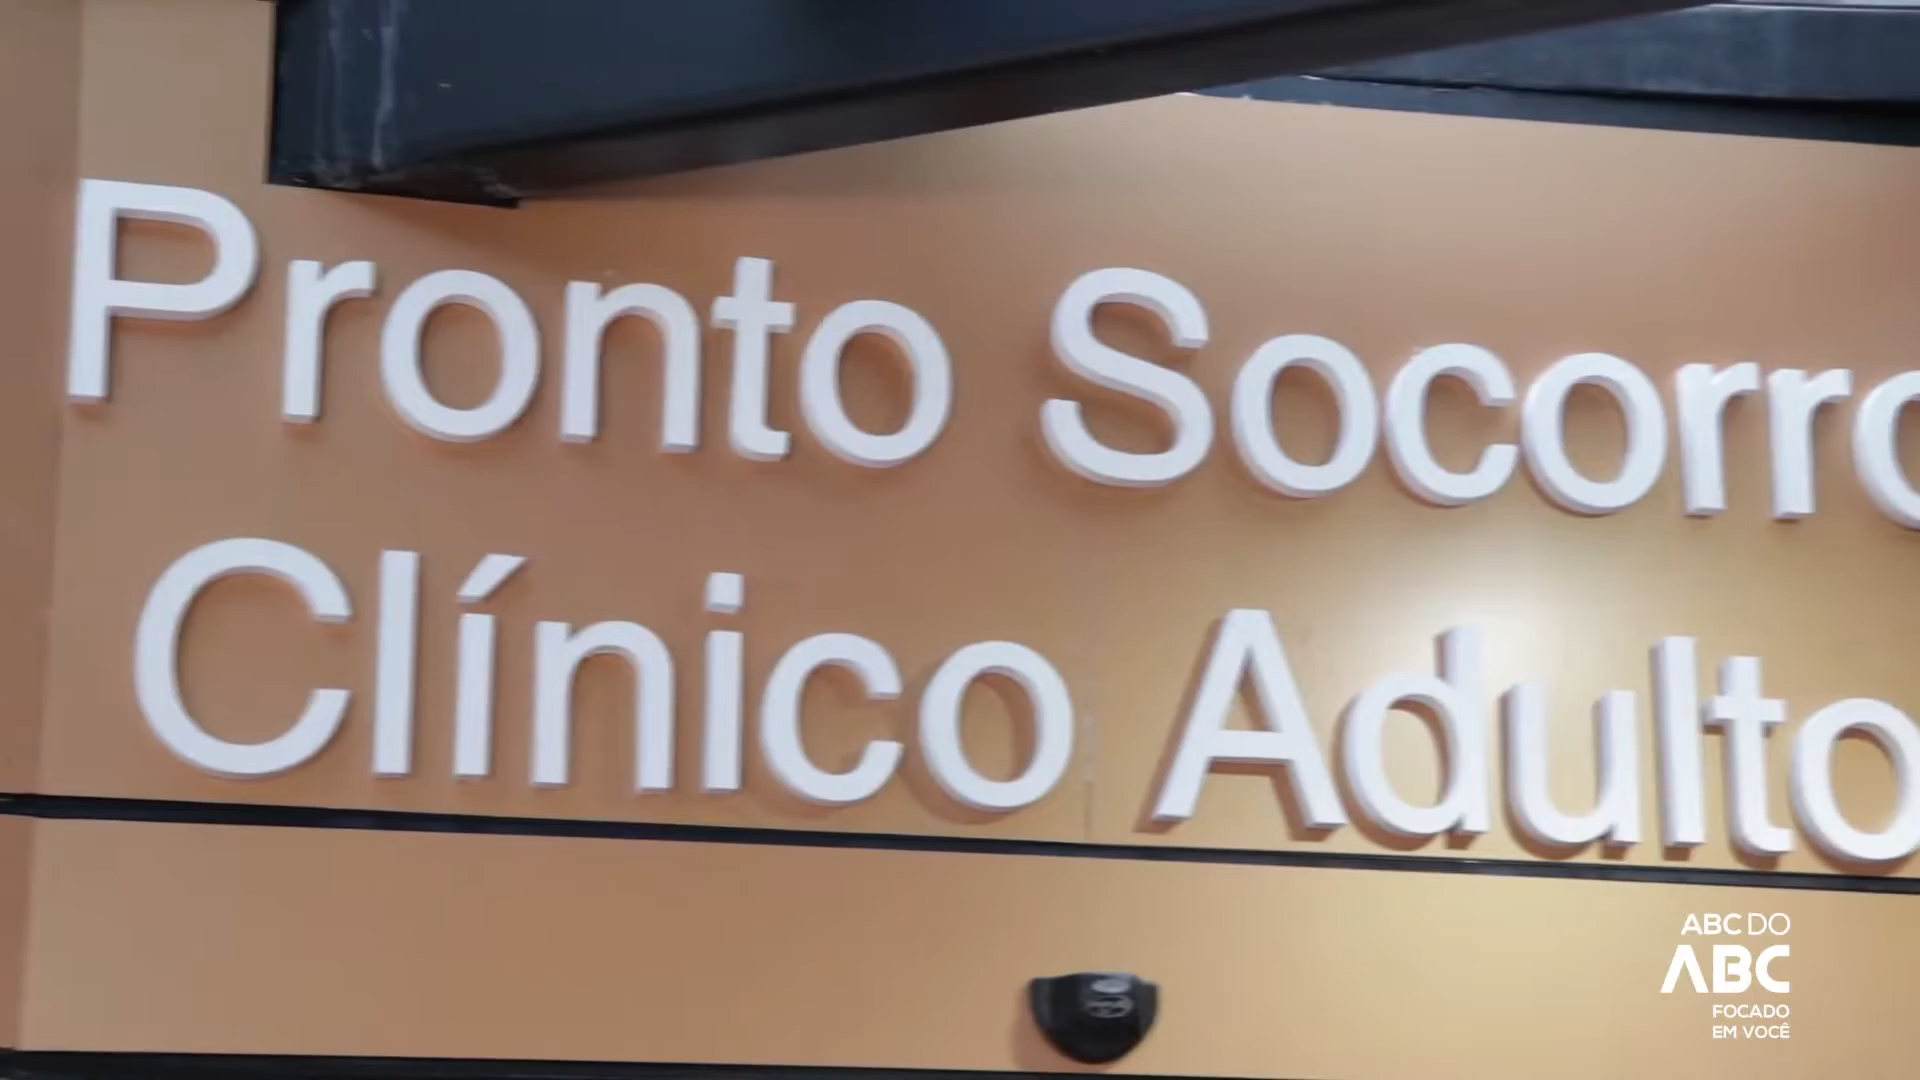 Pronto Socorro
Clínico Adulto
ABC DO
ABC
FOCADO
EM VOCÊ